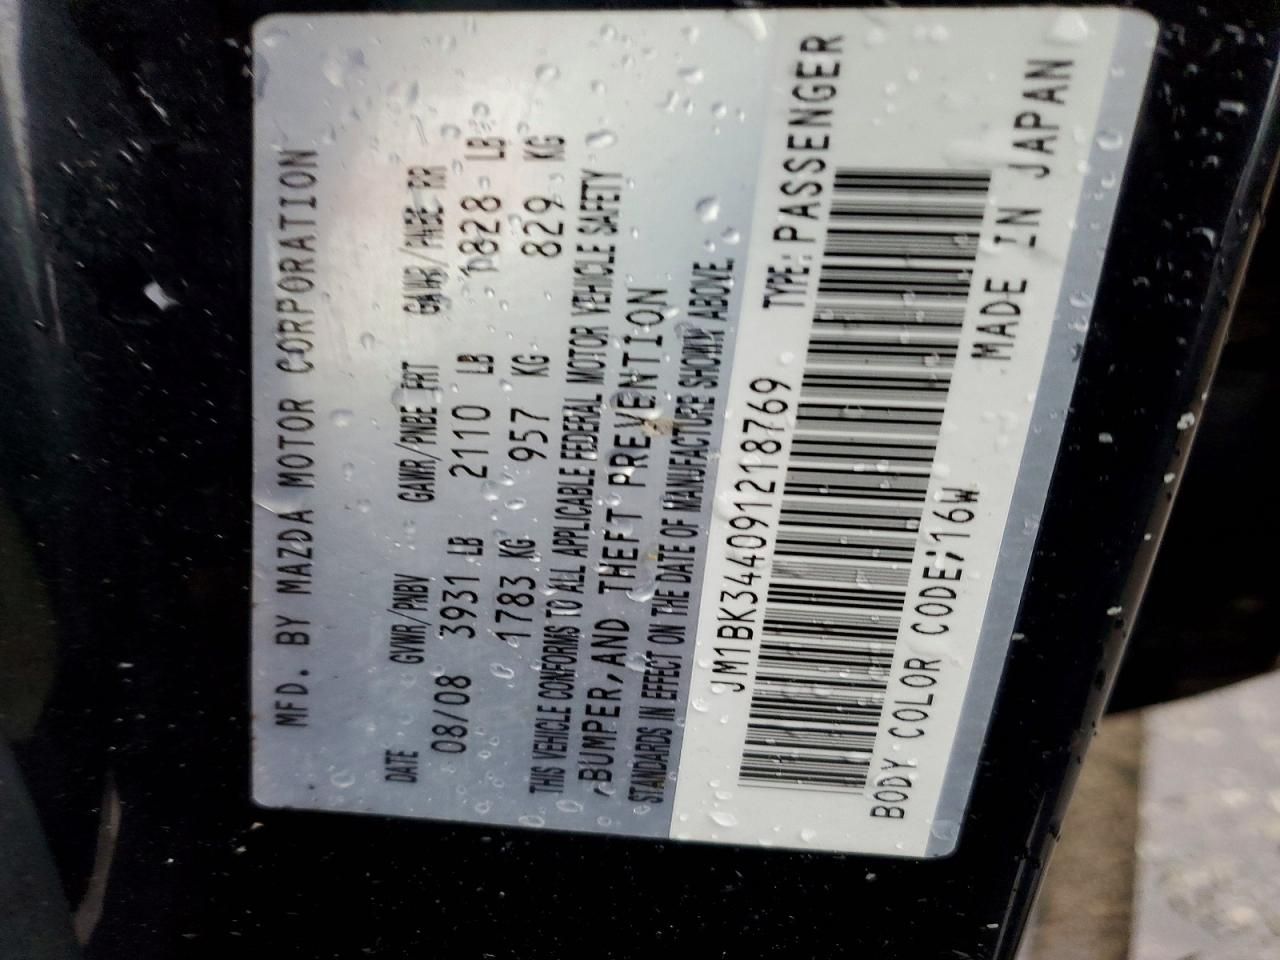 MFD. BY MAZDA MOTOR CORPORATION
DATE GVWR/PNBV GAWR/PNBE FRT GAWR/PNBE RR
08/08 3931 LB 2110 LB 1828 LB
1783 KG 957 KG 829 KG
THIS VEHICLE CONFORMS TO ALL APPLICABLE FEDERAL MOTOR VEHICLE SAFETY
,BUMPER,AND THEFT PREVENTION
STANDARDS IN EFFECT ON THE DATE OF MANUFACTURE SHOWN ABOVE.
JM1BK344091218769 TYPE: PASSENGER
BODY COLOR CODE;16W MADE IN JAPAN